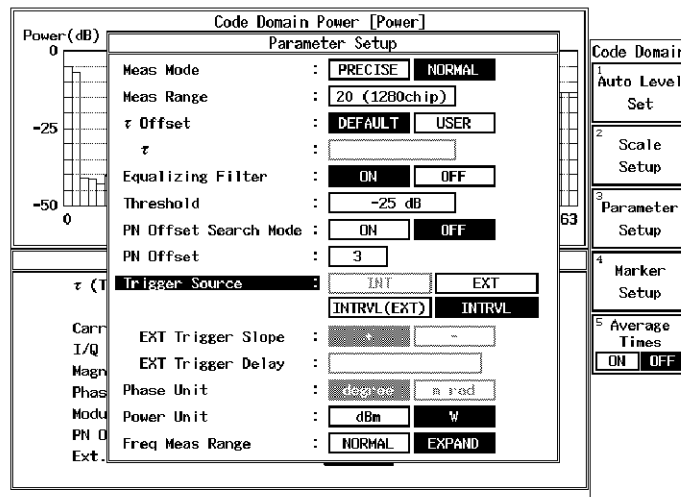 Code Domain Power [Power]
Power(dB)
0
-25
-50
0
63
Parameter Setup
Meas Mode : PRECISE NORMAL
Meas Range : 20 (1280chip)
τ Offset : DEFAULT USER
τ :
Equalizing Filter : ON OFF
Threshold : -25 dB
PN Offset Search Mode : ON OFF
PN Offset : 3
Trigger Source : INT EXT
INTRVL(EXT) INTRVL
EXT Trigger Slope : + -
EXT Trigger Delay :
Phase Unit : degree m rad
Power Unit : dBm W
Freq Meas Range : NORMAL EXPAND
τ (T
Carr
I/Q
Magn
Phas
Modu
PN O
Ext.
Code Domain
1
Auto Level
Set
2
Scale
Setup
3
Parameter
Setup
4
Marker
Setup
5
Average
Times
ON OFF